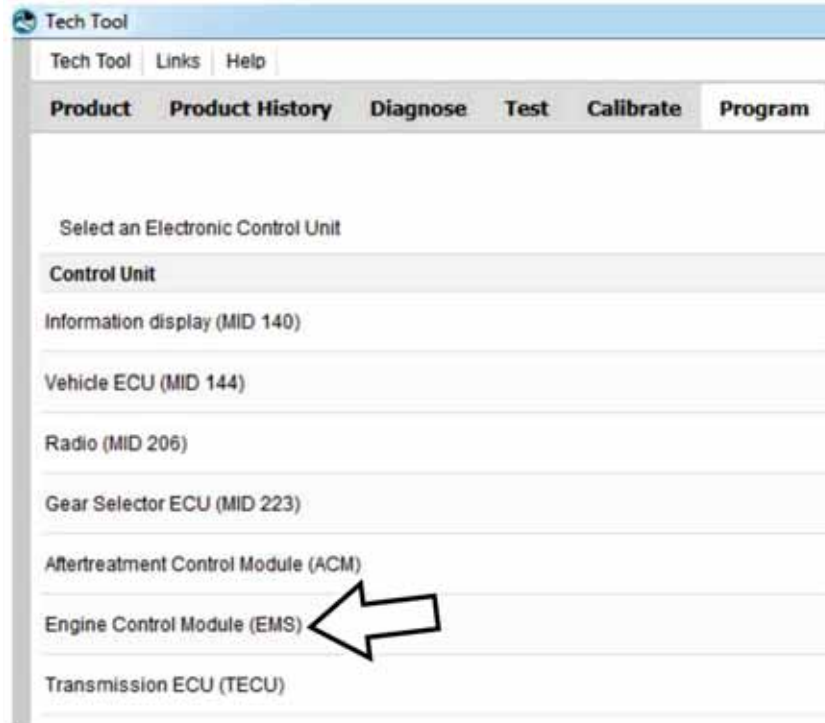 Tech Tool
Tech Tool Links Help
Product Product History Diagnose Test Calibrate Program
Select an Electronic Control Unit
Control Unit
Information display (MID 140)
Vehicle ECU (MID 144)
Radio (MID 206)
Gear Selector ECU (MID 223)
Aftertreatment Control Module (ACM)
Engine Control Module (EMS)
Transmission ECU (TECU)